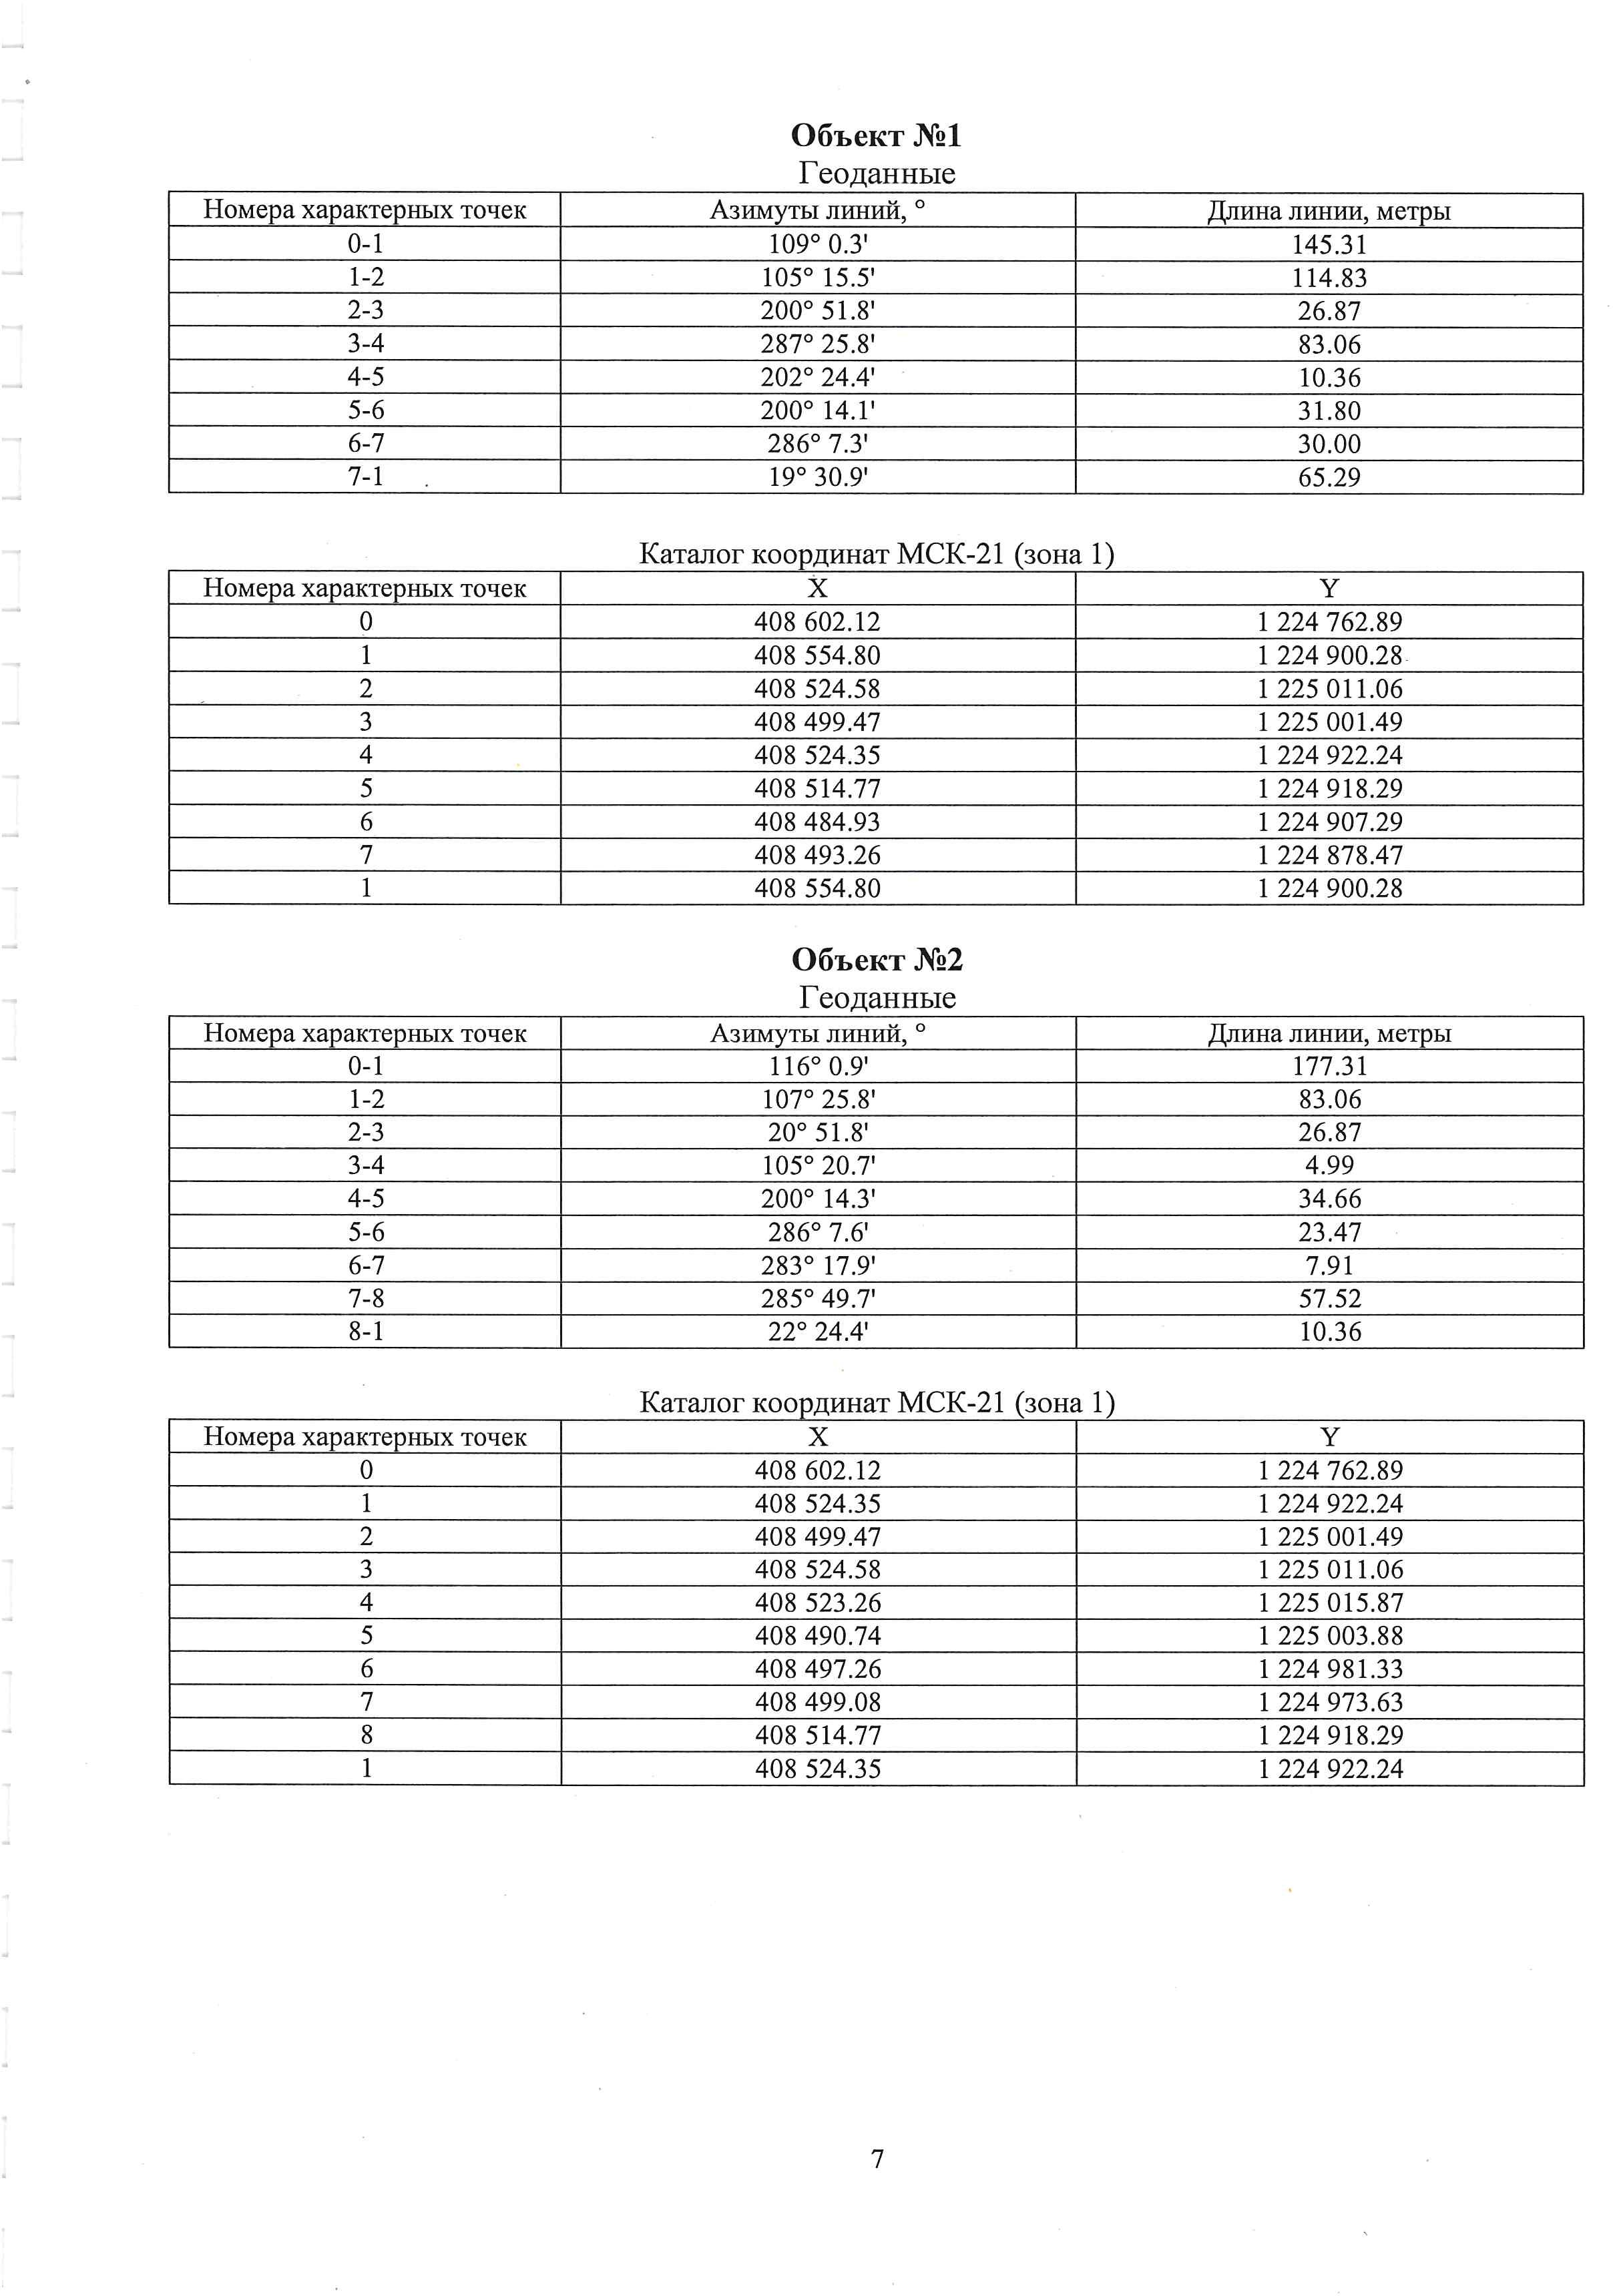 Объект №1
Геоданные
Номера характерных точек Азимуты линий, ° Длина линии, метры
0-1 109° 0.3' 145.31
1-2 105° 15.5' 114.83
2-3 200° 51.8' 26.87
3-4 287° 25.8' 83.06
4-5 202° 24.4' 10.36
5-6 200° 14.1' 31.80
6-7 286° 7.3' 30.00
7-1 19° 30.9' 65.29
Каталог координат МСК-21 (зона 1)
Номера характерных точек X Y
0 408 602.12 1 224 762.89
1 408 554.80 1 224 900.28
2 408 524.58 1 225 011.06
3 408 499.47 1 225 001.49
4 408 524.35 1 224 922.24
5 408 514.77 1 224 918.29
6 408 484.93 1 224 907.29
7 408 493.26 1 224 878.47
1 408 554.80 1 224 900.28
Объект №2
Геоданные
Номера характерных точек Азимуты линий, ° Длина линии, метры
0-1 116° 0.9' 177.31
1-2 107° 25.8' 83.06
2-3 20° 51.8' 26.87
3-4 105° 20.7' 4.99
4-5 200° 14.3' 34.66
5-6 286° 7.6' 23.47
6-7 283° 17.9' 7.91
7-8 285° 49.7' 57.52
8-1 22° 24.4' 10.36
Каталог координат МСК-21 (зона 1)
Номера характерных точек X Y
0 408 602.12 1 224 762.89
1 408 524.35 1 224 922.24
2 408 499.47 1 225 001.49
3 408 524.58 1 225 011.06
4 408 523.26 1 225 015.87
5 408 490.74 1 225 003.88
6 408 497.26 1 224 981.33
7 408 499.08 1 224 973.63
8 408 514.77 1 224 918.29
1 408 524.35 1 224 922.24
7